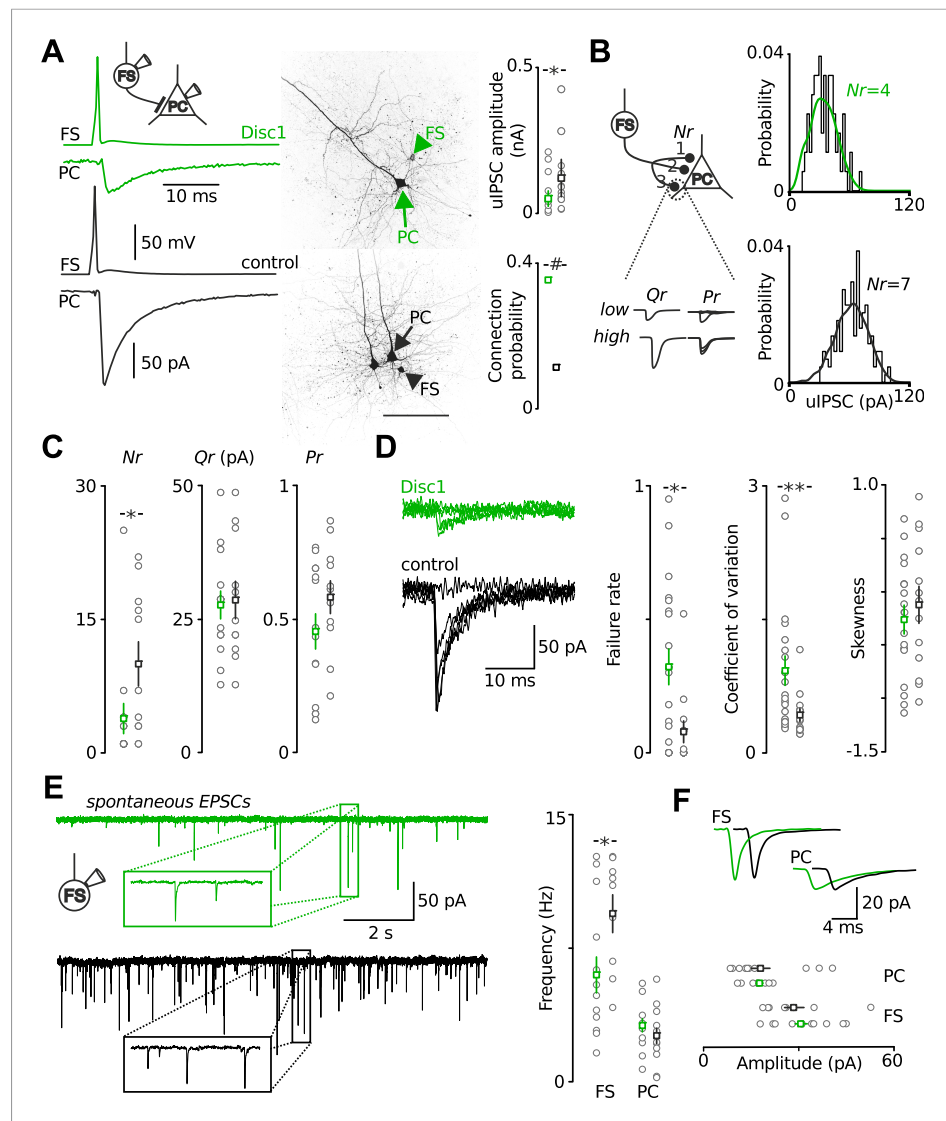 A
FS
PC
FS
Disc1
PC
10 ms
50 mV
FS
control
PC
50 pA
FS
PC
PC
FS
0.5
-*-
uIPSC amplitude
(nA)
0
0.4
-#-
Connection
probability
0
B
FS
Nr
1
2
3
PC
Qr
Pr
low
high
0.04
Nr=4
Probability
0
0
120
0.04
Nr=7
Probability
0
0
uIPSC (pA)
120
C
Nr
Qr (pA)
Pr
30
-*-
15
0
50
25
0
1
0.5
0
D
Disc1
control
50 pA
10 ms
1
-*-
Failure rate
0
3
-**-
Coefficient of variation
0
1.0
Skewness
-1.5
E
spontaneous EPSCs
FS
50 pA
2 s
15
-*-
Frequency (Hz)
0
FS
PC
F
FS
PC
20 pA
4 ms
PC
FS
0
Amplitude (pA)
60